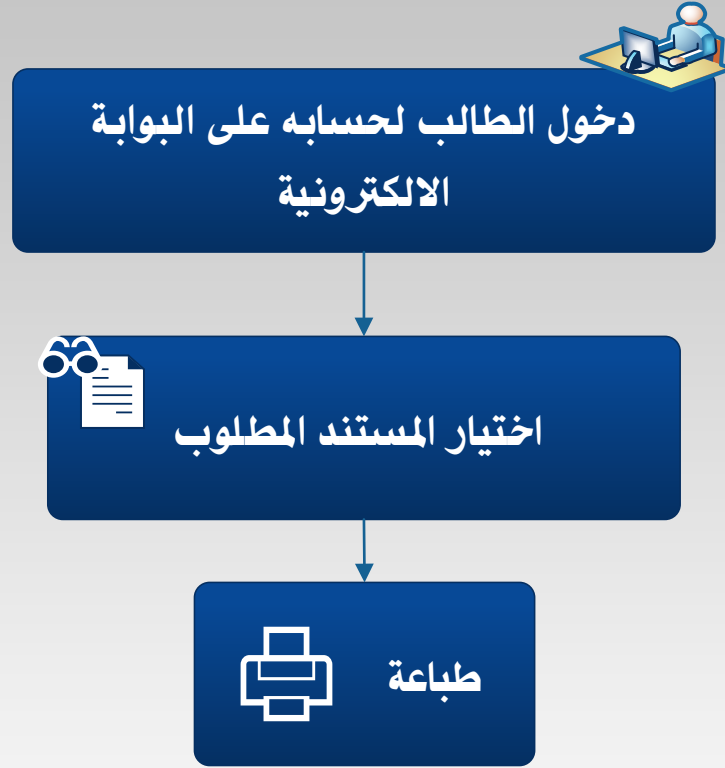 دخول الطالب لحسابه على البوابة
الالكترونية
اختيار المستند المطلوب
طباعة